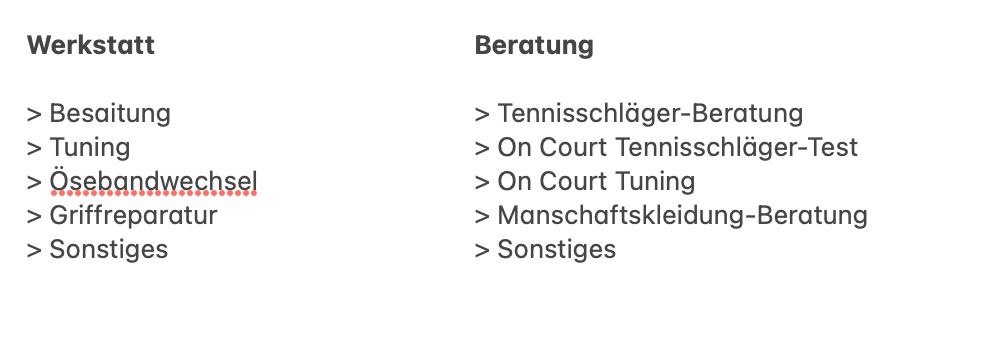 Werkstatt
> Besaitung
> Tuning
> Ösebandwechsel
> Griffreparatur
> Sonstiges
Beratung
> Tennisschläger-Beratung
> On Court Tennisschläger-Test
> On Court Tuning
> Manschaftskleidung-Beratung
> Sonstiges